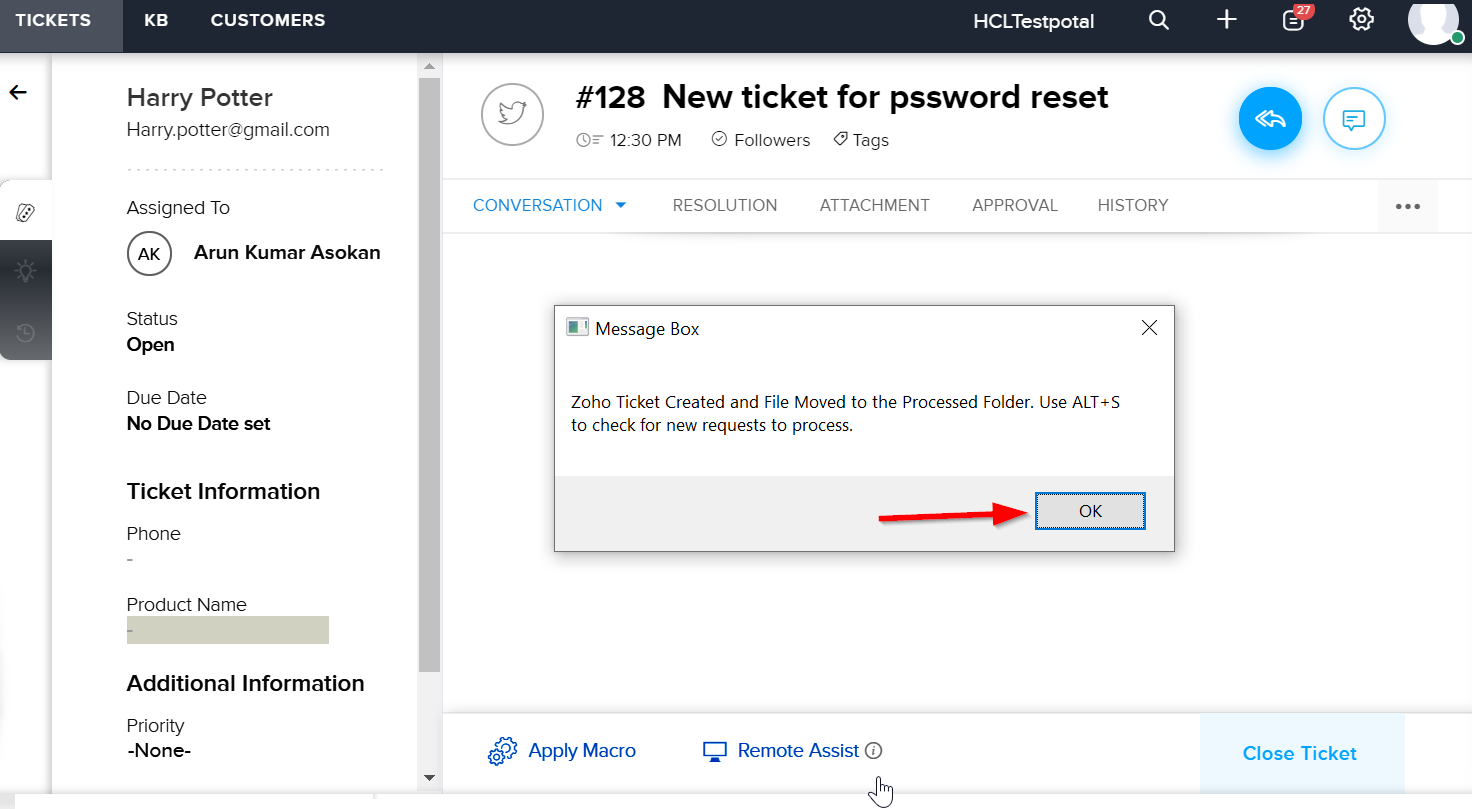 TICKETS KB CUSTOMERS HCLTestpotal 27
Harry Potter
Harry.potter@gmail.com
Assigned To
AK Arun Kumar Asokan
Status
Open
Due Date
No Due Date set
Ticket Information
Phone
-
Product Name
-
Additional Information
Priority
-None-
#128 New ticket for pssword reset
12:30 PM Followers Tags
CONVERSATION RESOLUTION ATTACHMENT APPROVAL HISTORY
Message Box
Zoho Ticket Created and File Moved to the Processed Folder. Use ALT+S
to check for new requests to process.
OK
Apply Macro Remote Assist Close Ticket